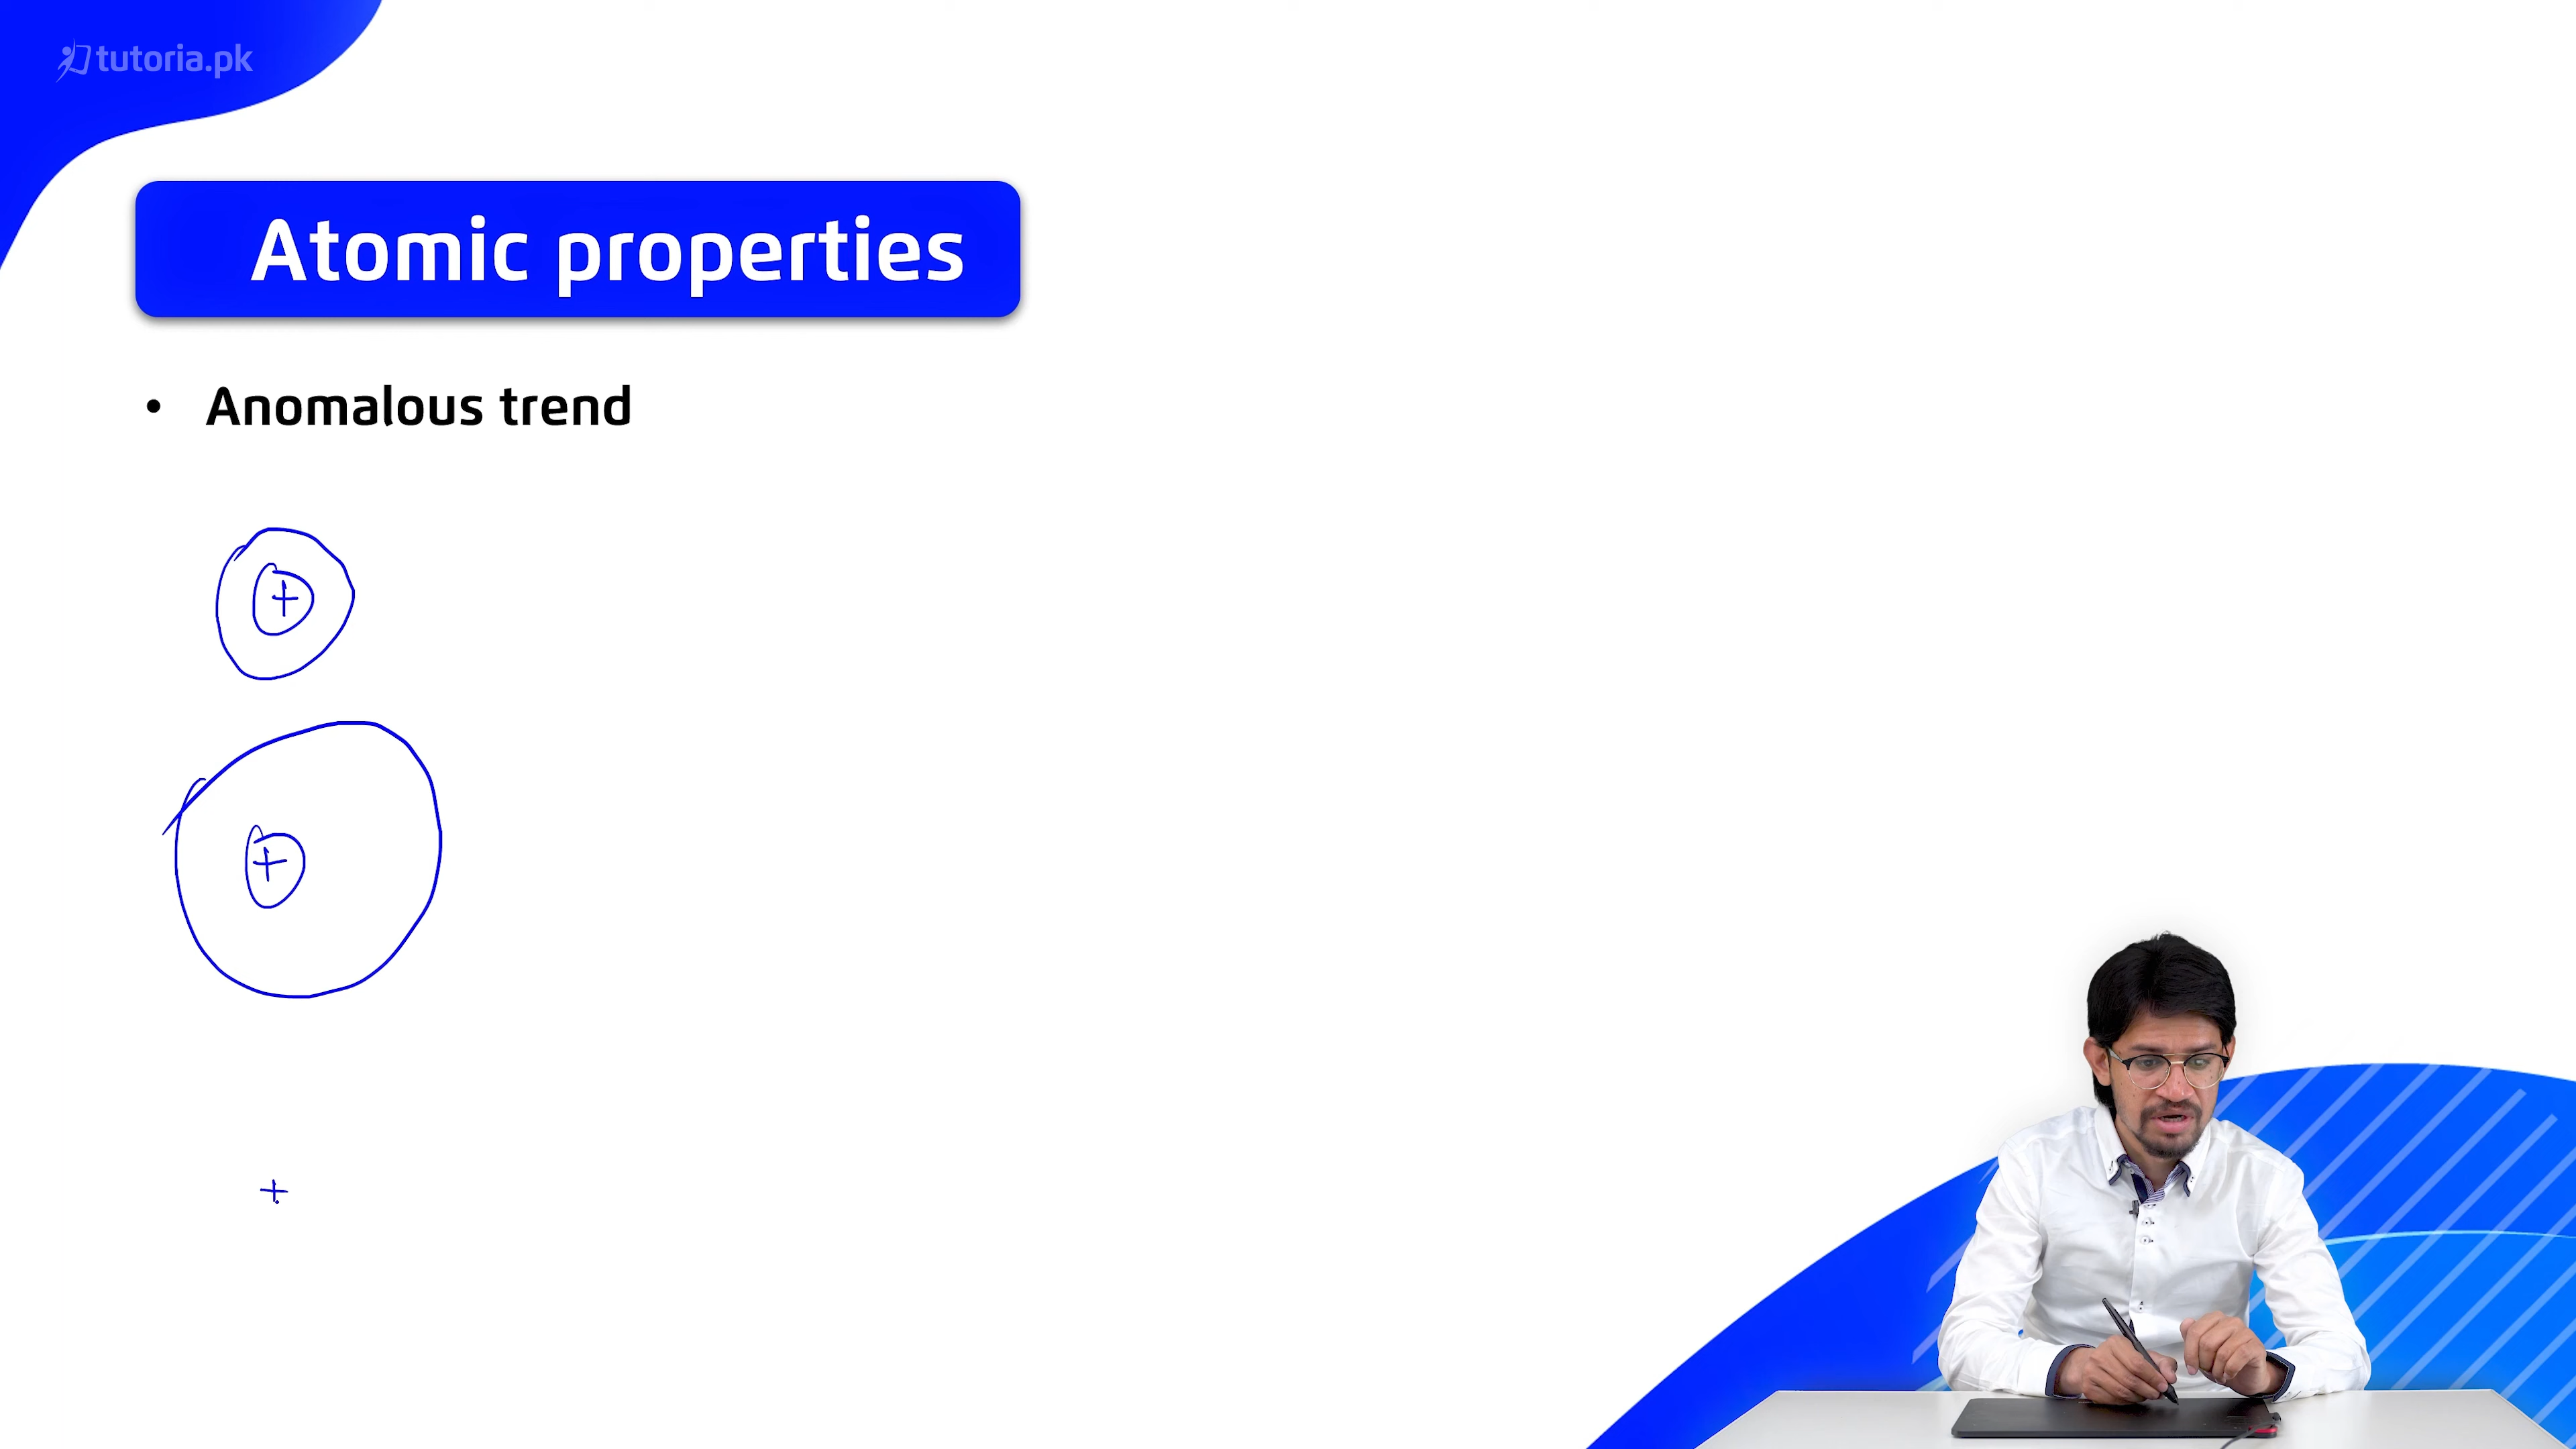 tutoria.pk
Atomic properties
• Anomalous trend
+
+
+